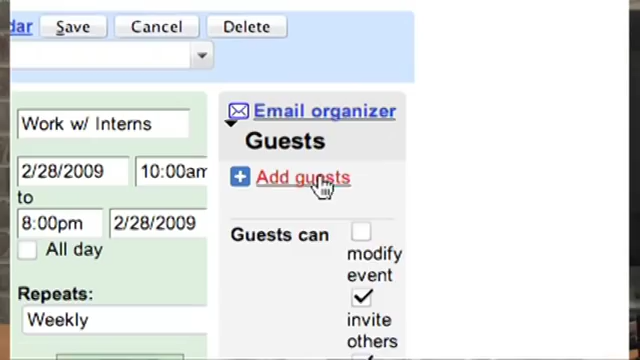 dar Save Cancel Delete
Work w/ Interns
2/28/2009 10:00am
to
8:00pm 2/28/2009
All day
Repeats:
Weekly
Email organizer
Guests
Add guests
Guests can
modify
event
invite
others